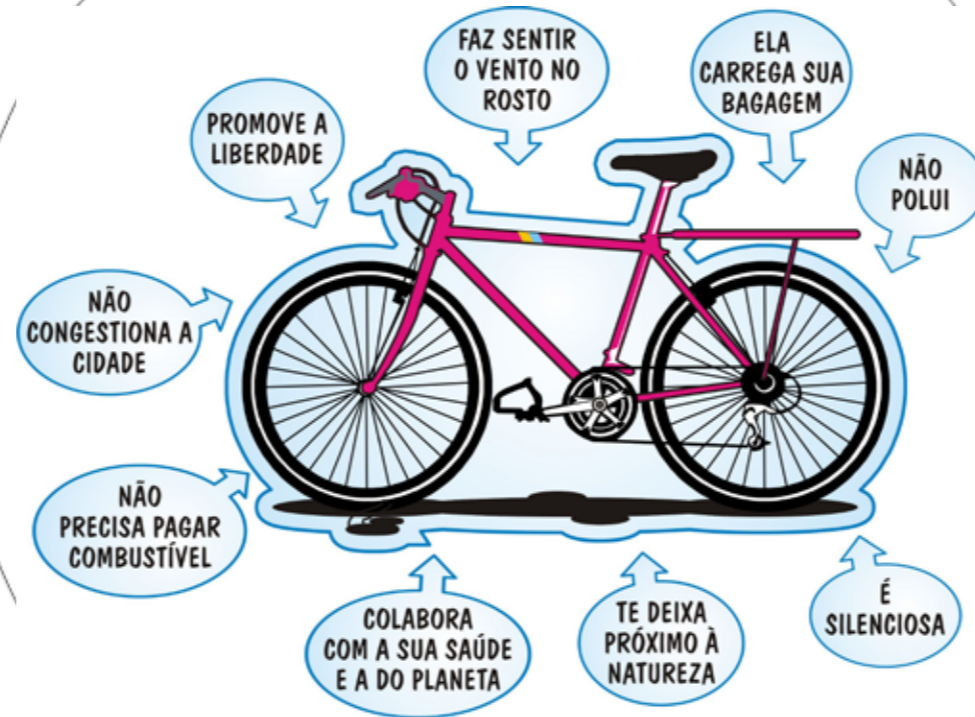 FAZ SENTIR
O VENTO NO
ROSTO
ELA
CARREGA SUA
BAGAGEM
PROMOVE A
LIBERDADE
NÃO
POLUI
NÃO
CONGESTIONA A
CIDADE
NÃO
PRECISA PAGAR
COMBUSTÍVEL
COLABORA
COM A SUA SAÚDE
E A DO PLANETA
TE DEIXA
PRÓXIMO À
NATUREZA
É
SILENCIOSA